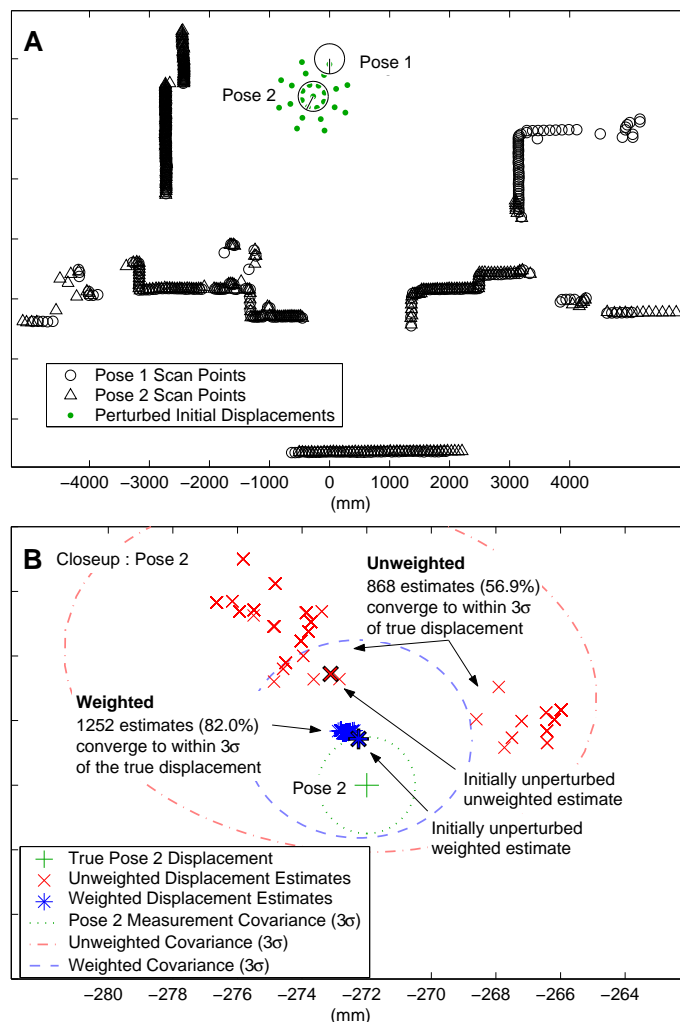 A
Pose 1
Pose 2
Pose 1 Scan Points
Pose 2 Scan Points
Perturbed Initial Displacements
−4000 −3000 −2000 −1000 0 1000 2000 3000 4000
(mm)
B
Closeup : Pose 2
Unweighted
868 estimates (56.9%)
converge to within 3σ
of true displacement
Weighted
1252 estimates (82.0%)
converge to within 3σ
of the true displacement
Pose 2
Initially unperturbed
unweighted estimate
Initially unperturbed
weighted estimate
True Pose 2 Displacement
Unweighted Displacement Estimates
Weighted Displacement Estimates
Pose 2 Measurement Covariance (3σ)
Unweighted Covariance (3σ)
Weighted Covariance (3σ)
−280 −276 −274 −272 −270 −268 −266 −264
(mm)